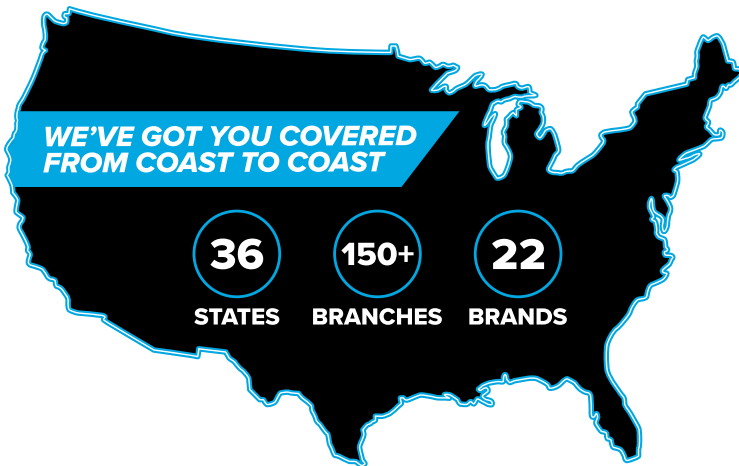 WE'VE GOT YOU COVERED
FROM COAST TO COAST
36
STATES
150+
BRANCHES
22
BRANDS